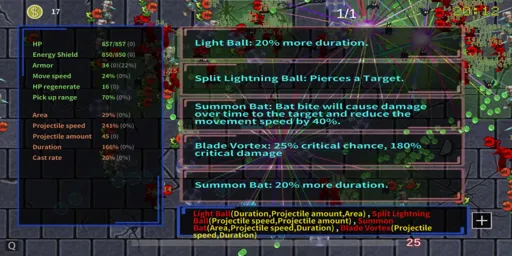 17
1/1
00:12
HP 857/857 (0)
Energy Shield 850/850 (0)
Armor 34 (0)(22%)
Move speed 24% (0%)
HP regenerate 16 (0)
Pick up range 70% (0%)
Area 29% (0%)
Projectile speed 243% (0%)
Projectile amount 45 (0)
Duration 166% (0%)
Cast rate 20% (0%)
Light Ball: 20% more duration.
Split Lightning Ball: Pierces a Target.
Summon Bat: Bat bite will cause damage
over time to the target and reduce the
movement speed by 40%.
Blade Vortex: 25% critical chance, 180%
critical damage
Summon Bat: 20% more duration.
Light Ball(Duration,Projectile amount,Area) , Split Lightning
Ball(Projectile speed,Projectile amount) , Summon
Bat(Area,Projectile speed,Duration) , Blade Vortex(Projectile
speed,Duration)
+
Q
25